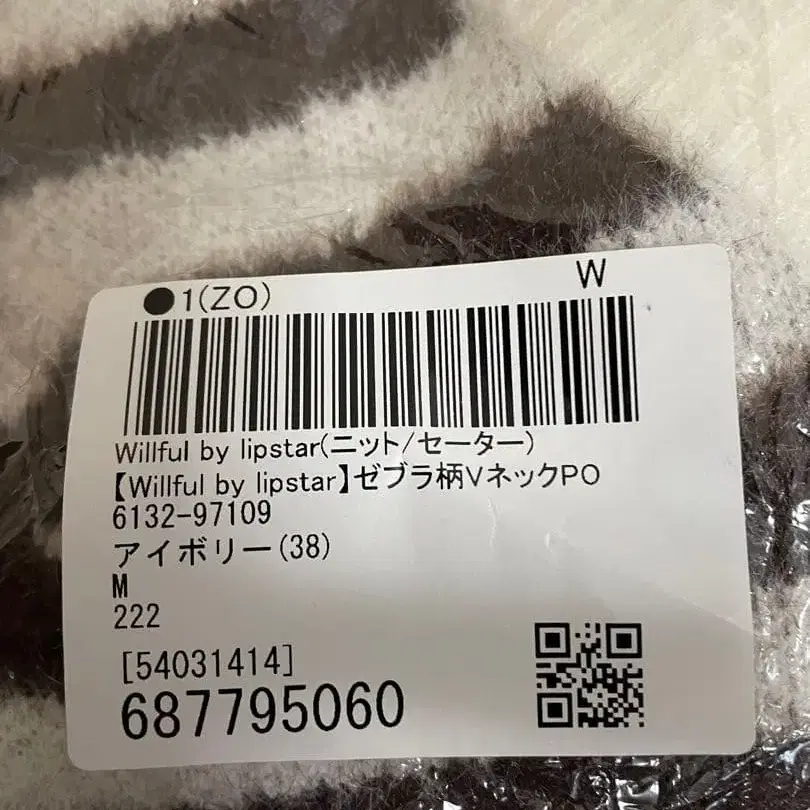 ●1(ZO)
W
Willful by lipstar(ニット/セーター)
【Willful by lipstar】ゼブラ柄VネックPO
6132-97109
アイボリー(38)
M
222
[54031414]
687795060